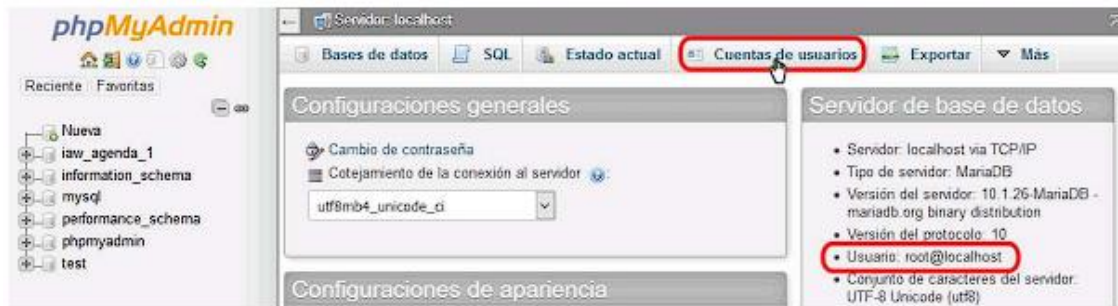 phpMyAdmin
Reciente Favoritas
Nueva
iaw_agenda_1
information_schema
mysql
performance_schema
phpmyadmin
test
Servidor: localhost
Bases de datos SQL Estado actual Cuentas de usuarios Exportar Más
Configuraciones generales
Cambio de contraseña
Cotejamiento de la conexión al servidor :
utf8mb4_unicode_ci
Configuraciones de apariencia
Servidor de base de datos
• Servidor: localhost via TCP/IP
• Tipo de servidor: MariaDB
• Versión del servidor: 10.1.26-MariaDB -
mariadb.org binary distribution
• Versión del protocolo: 10
• Usuario: root@localhost
• Conjunto de caracteres del servidor:
UTF-8 Unicode (utf8)